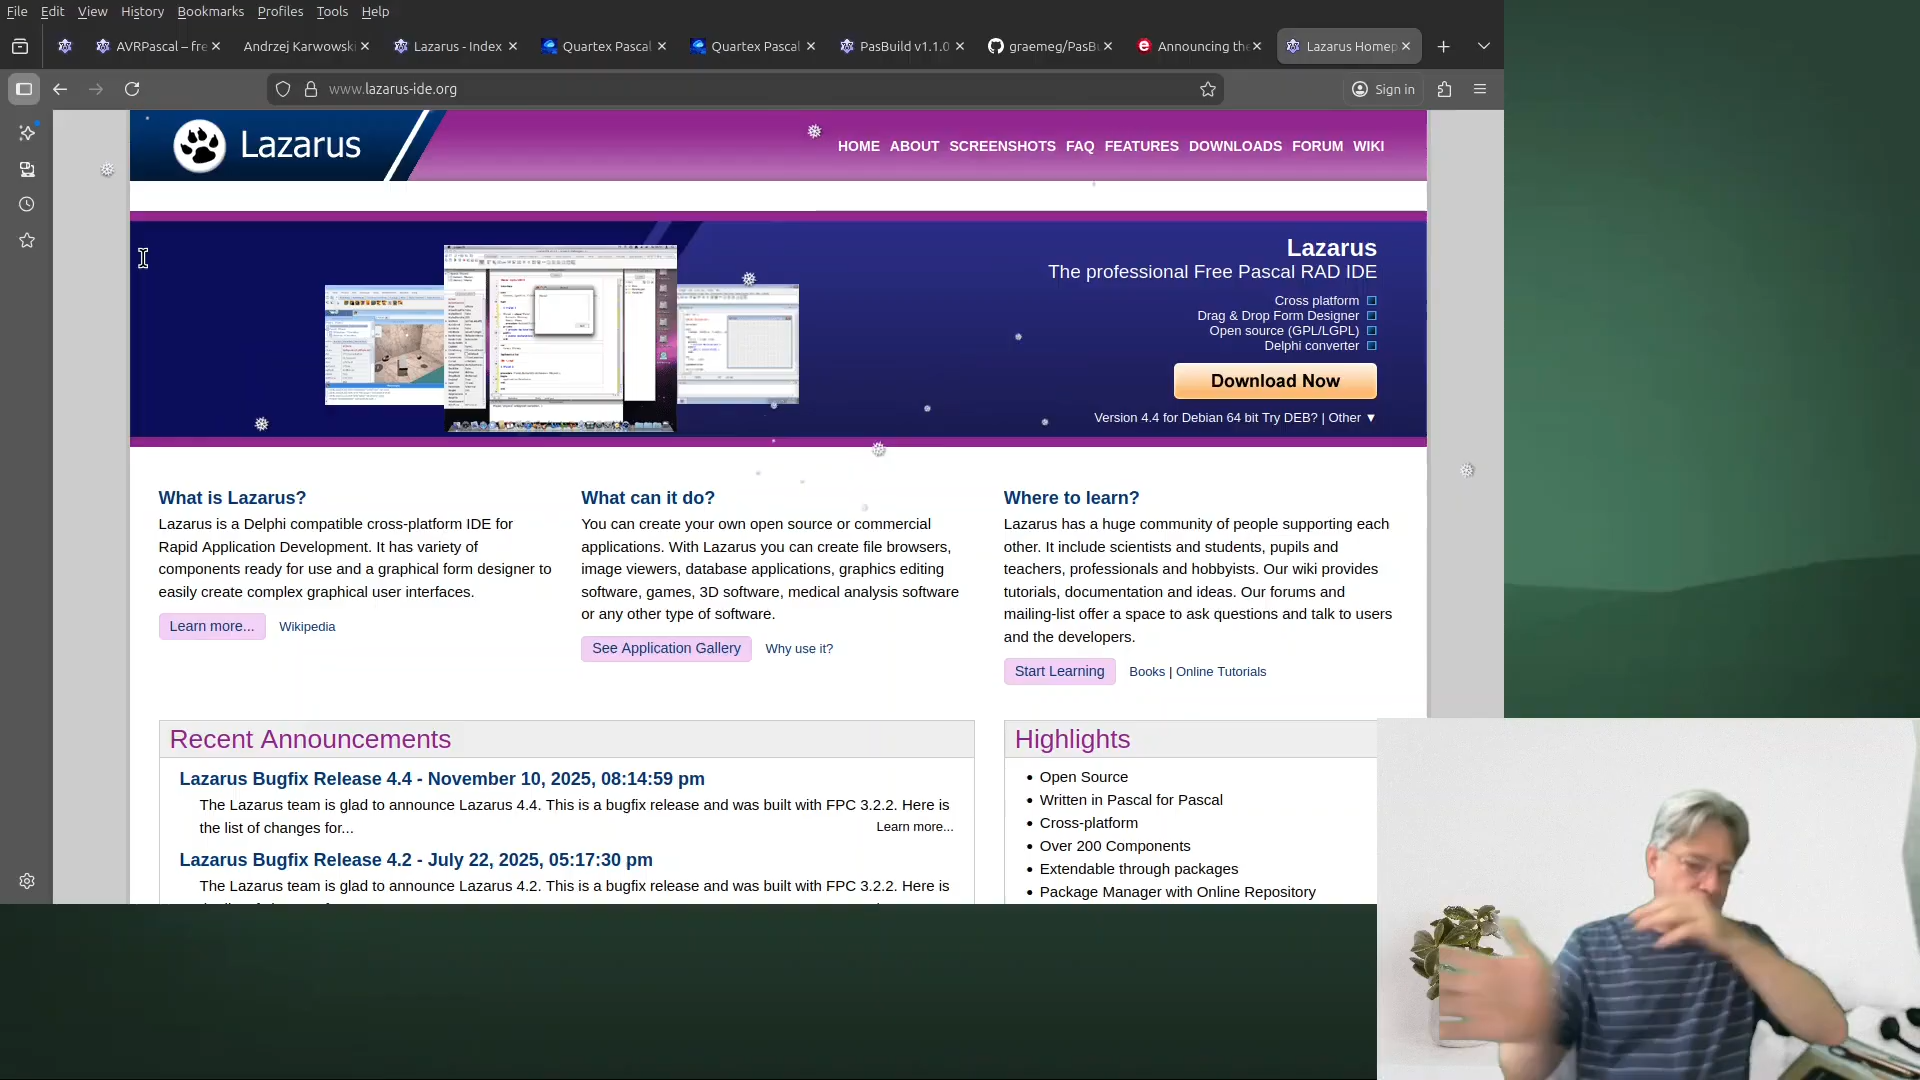 File Edit View History Bookmarks Profiles Tools Help
AVRPascal – fre
Andrzej Karwowski
Lazarus - Index
Quartex Pascal
Quartex Pascal
PasBuild v1.1.0
graemeg/PasBu
Announcing the
Lazarus Homep
www.lazarus-ide.org
Sign in
Lazarus
HOME ABOUT SCREENSHOTS FAQ FEATURES DOWNLOADS FORUM WIKI
Lazarus
The professional Free Pascal RAD IDE
Cross platform
Drag & Drop Form Designer
Open source (GPL/LGPL)
Delphi converter
Download Now
Version 4.4 for Debian 64 bit Try DEB? | Other ▼
What is Lazarus?
Lazarus is a Delphi compatible cross-platform IDE for
Rapid Application Development. It has variety of
components ready for use and a graphical form designer to
easily create complex graphical user interfaces.
Learn more... Wikipedia
What can it do?
You can create your own open source or commercial
applications. With Lazarus you can create file browsers,
image viewers, database applications, graphics editing
software, games, 3D software, medical analysis software
or any other type of software.
See Application Gallery Why use it?
Where to learn?
Lazarus has a huge community of people supporting each
other. It include scientists and students, pupils and
teachers, professionals and hobbyists. Our wiki provides
tutorials, documentation and ideas. Our forums and
mailing-list offer a space to ask questions and talk to users
and the developers.
Start Learning Books | Online Tutorials
Recent Announcements
Lazarus Bugfix Release 4.4 - November 10, 2025, 08:14:59 pm
The Lazarus team is glad to announce Lazarus 4.4. This is a bugfix release and was built with FPC 3.2.2. Here is
the list of changes for... Learn more...
Lazarus Bugfix Release 4.2 - July 22, 2025, 05:17:30 pm
The Lazarus team is glad to announce Lazarus 4.2. This is a bugfix release and was built with FPC 3.2.2. Here is
Highlights
• Open Source
• Written in Pascal for Pascal
• Cross-platform
• Over 200 Components
• Extendable through packages
• Package Manager with Online Repository